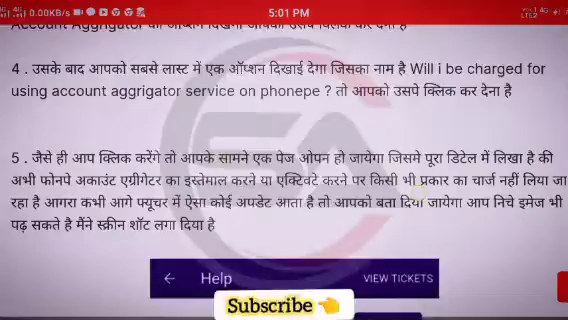 0.00KB/s 5:01 PM
4 . उसके बाद आपको सबसे लास्ट में एक ऑप्शन दिखाई देगा जिसका नाम है Will i be charged for
using account aggrigator service on phonepe ? तो आपको उसपे क्लिक कर देना है
5 . जैसे ही आप क्लिक करेंगे तो आपके सामने एक पेज ओपन हो जायेगा जिसमे पूरा डिटेल में लिखा है की
अभी फोनपे अकाउंट एग्रीगेटर का इस्तेमाल करने या एक्टिवटे करने पर किसी भी प्रकार का चार्ज नहीं लिया जा
रहा है आगरा कभी आगे फ्यूचर में ऐसा कोई अपडेट आता है तो आपको बता दिया जायेगा आप निचे इमेज भी
पढ़ सकते है मैंने स्क्रीन शॉट लगा दिया है
← Help VIEW TICKETS
Subscribe